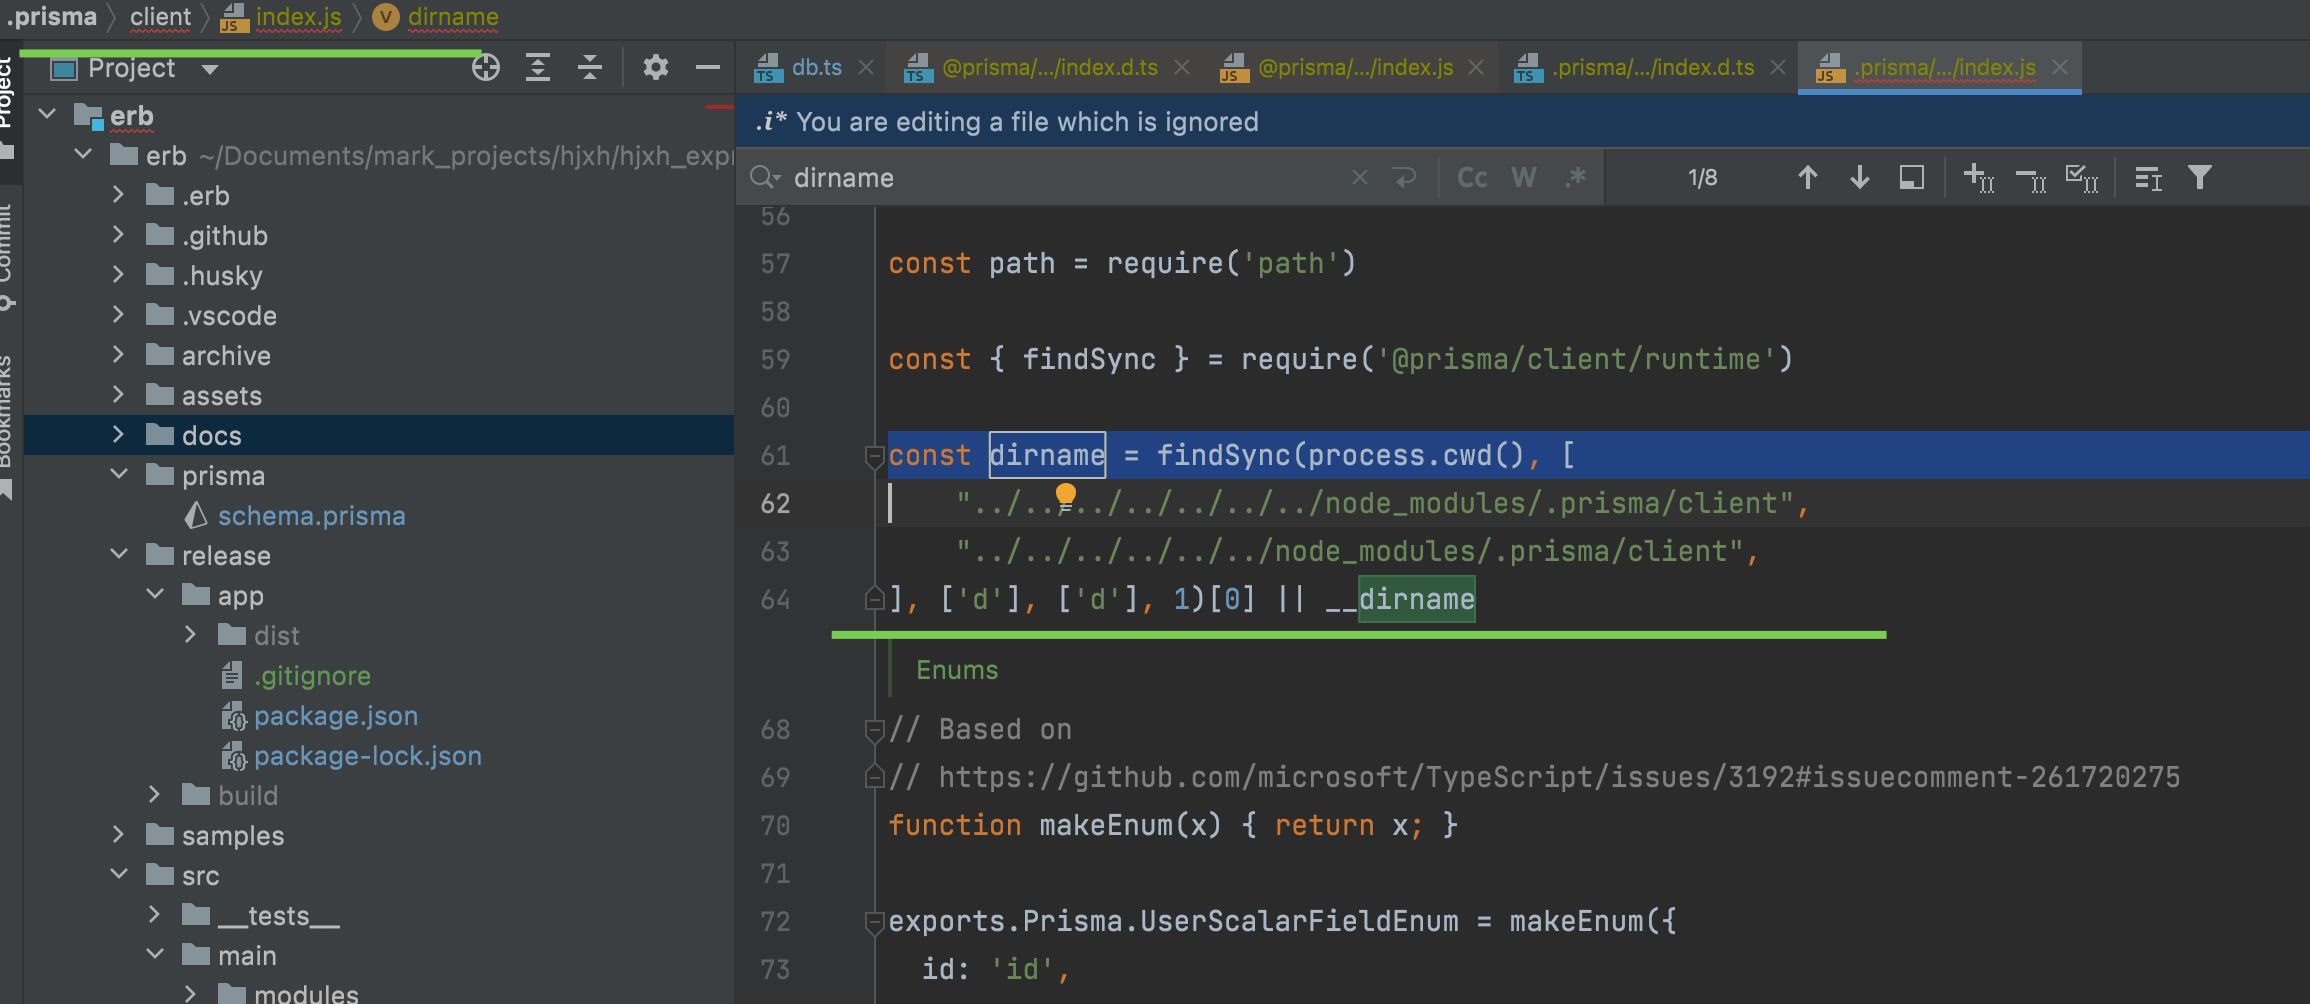 .prisma client index.js dirname
Project
Commit
Bookmarks
Project
erb
erb ~/Documents/mark_projects/hjxh/hjxh_expr
.erb
.github
.husky
.vscode
archive
assets
docs
prisma
schema.prisma
release
app
dist
.gitignore
package.json
package-lock.json
build
samples
src
__tests__
main
modules
db.ts @prisma/.../index.d.ts @prisma/.../index.js .prisma/.../index.d.ts .prisma/.../index.js
.i* You are editing a file which is ignored
dirname Cc W .* 1/8
56
57 const path = require('path')
58
59 const { findSync } = require('@prisma/client/runtime')
60
61 const dirname = findSync(process.cwd(), [
62 "../../../../../../../node_modules/.prisma/client",
63 "../../../../../../node_modules/.prisma/client",
64 ], ['d'], ['d'], 1)[0] || __dirname
Enums
68 // Based on
69 // https://github.com/microsoft/TypeScript/issues/3192#issuecomment-261720275
70 function makeEnum(x) { return x; }
71
72 exports.Prisma.UserScalarFieldEnum = makeEnum({
73 id: 'id',